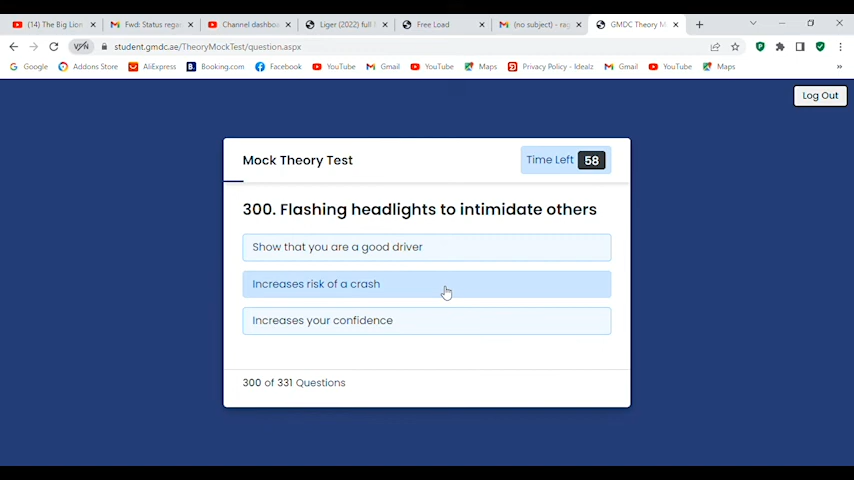 (14) The Big Lion
Fwd: Status rega
Channel dashboa
Liger (2022) full
Free Load
(no subject) - rag
GMDC Theory M
VPN
student.gmdc.ae/TheoryMockTest/question.aspx
Google
Addons Store
AliExpress
Booking.com
Facebook
YouTube
Gmail
YouTube
Maps
Privacy Policy - Idealz
Gmail
YouTube
Maps
Log Out
Mock Theory Test
Time Left 58
300. Flashing headlights to intimidate others
Show that you are a good driver
Increases risk of a crash
Increases your confidence
300 of 331 Questions